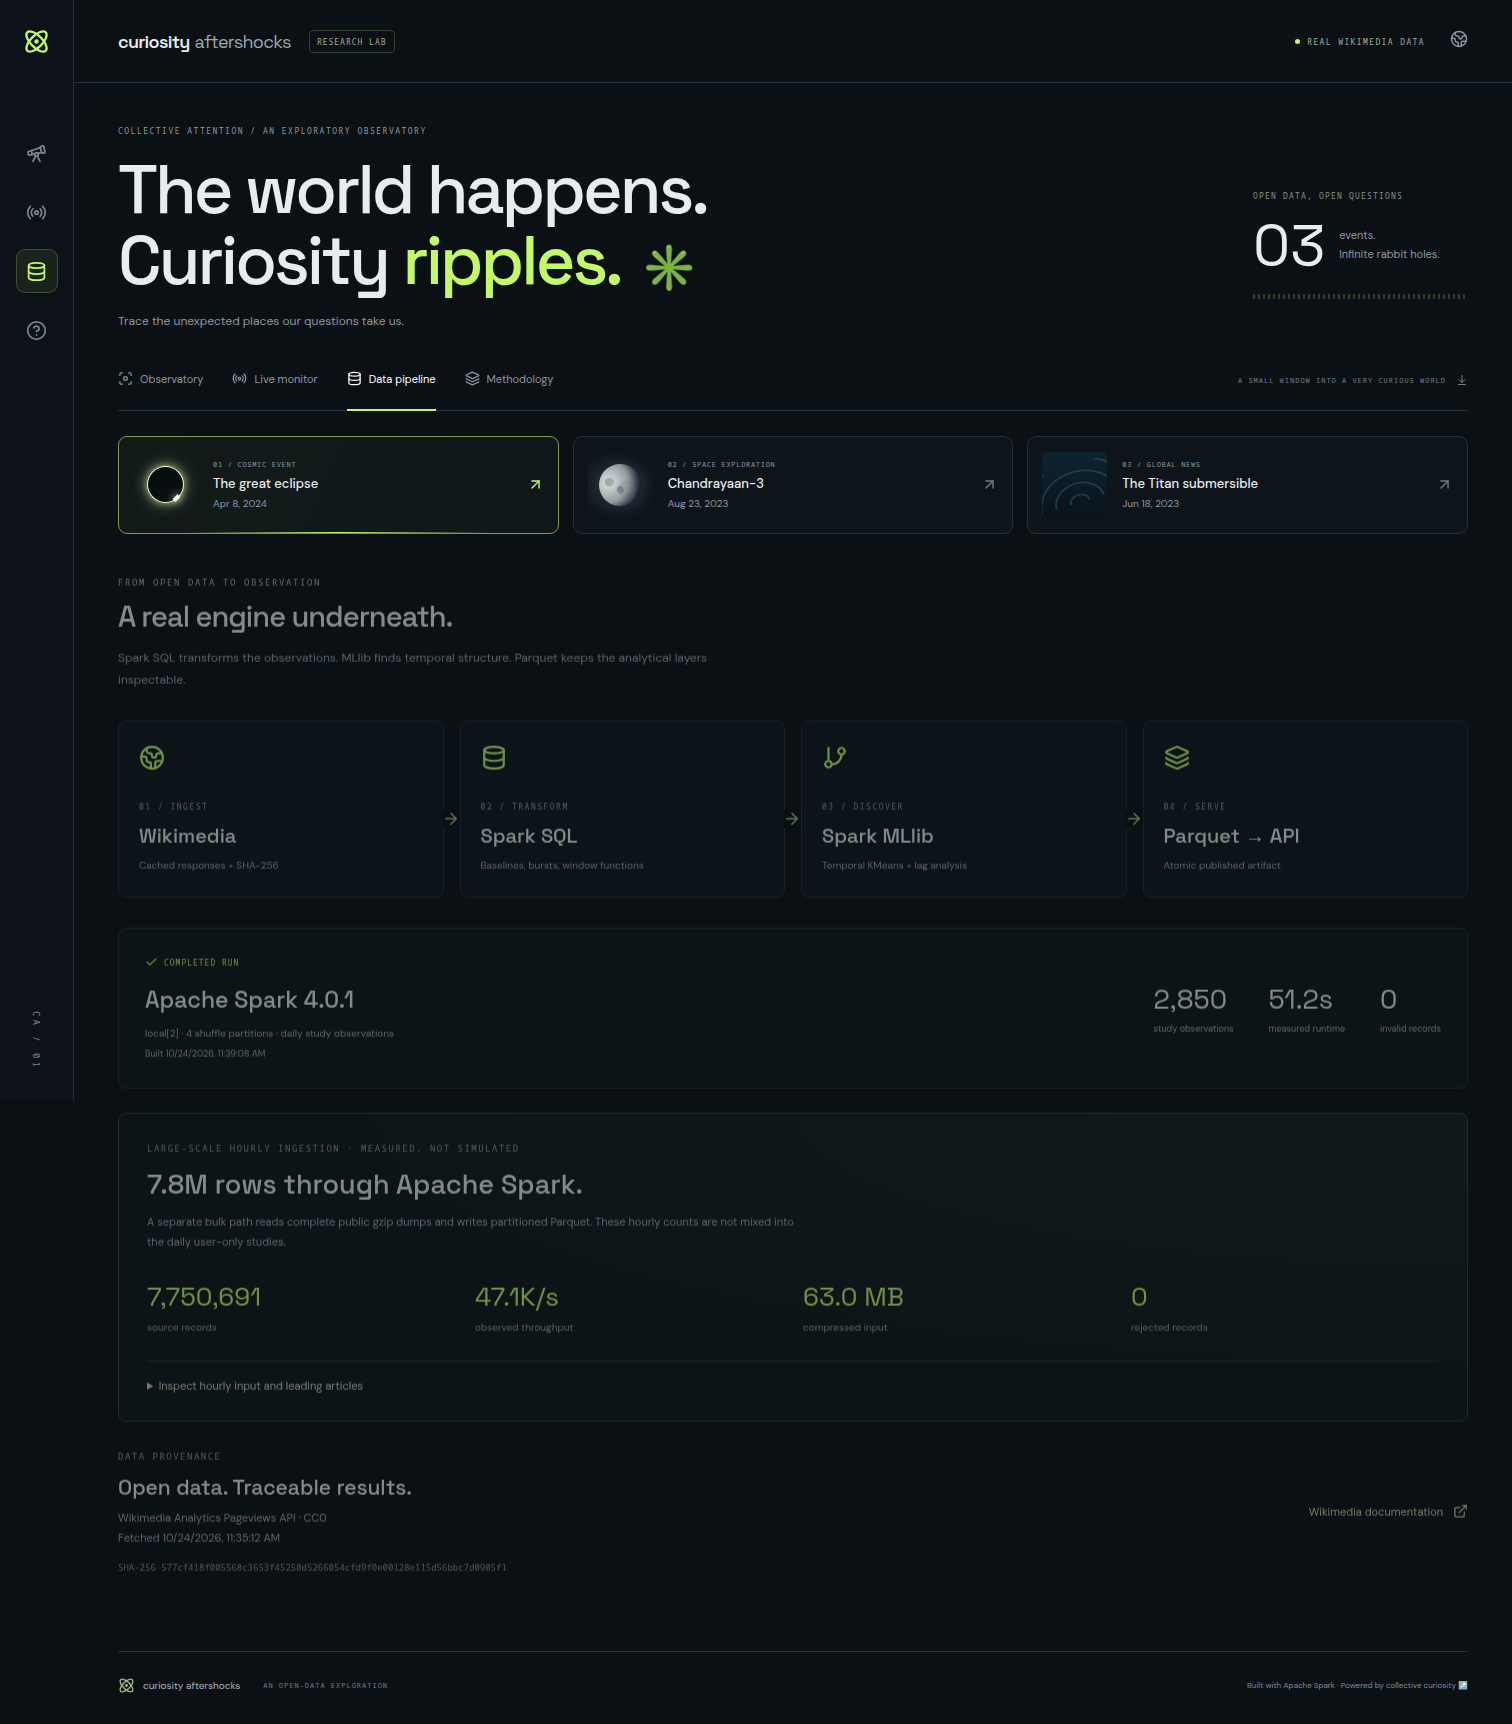 curiosity aftershocks
RESEARCH LAB
REAL WIKIMEDIA DATA
COLLECTIVE ATTENTION / AN EXPLORATORY OBSERVATORY
The world happens.
Curiosity ripples.
Trace the unexpected places our questions take us.
OPEN DATA, OPEN QUESTIONS
03
events.
Infinite rabbit holes.
Observatory
Live monitor
Data pipeline
Methodology
A SMALL WINDOW INTO A VERY CURIOUS WORLD
01 / COSMIC EVENT
The great eclipse
Apr 8, 2024
02 / SPACE EXPLORATION
Chandrayaan-3
Aug 23, 2023
03 / GLOBAL NEWS
The Titan submersible
Jun 18, 2023
FROM OPEN DATA TO OBSERVATION
A real engine underneath.
Spark SQL transforms the observations. MLlib finds temporal structure. Parquet keeps the analytical layers
inspectable.
01 / INGEST
Wikimedia
Cached responses + SHA-256
02 / TRANSFORM
Spark SQL
Baselines, bursts, window functions
03 / DISCOVER
Spark MLlib
Temporal KMeans + lag analysis
04 / SERVE
Parquet → API
Atomic published artifact
CA / 01
COMPLETED RUN
Apache Spark 4.0.1
local[2] · 4 shuffle partitions · daily study observations
Built 10/24/2026, 11:39:08 AM
2,850
study observations
51.2s
measured runtime
0
invalid records
LARGE-SCALE HOURLY INGESTION · MEASURED, NOT SIMULATED
7.8M rows through Apache Spark.
A separate bulk path reads complete public gzip dumps and writes partitioned Parquet. These hourly counts are not mixed into
the daily user-only studies.
7,750,691
source records
47.1K/s
observed throughput
63.0 MB
compressed input
0
rejected records
Inspect hourly input and leading articles
DATA PROVENANCE
Open data. Traceable results.
Wikimedia Analytics Pageviews API · CC0
Fetched 10/24/2026, 11:35:12 AM
SHA-256 577cf418f005568c3653f45250d5266054cfd9f0e00128e115d56bbc7d0905f1
Wikimedia documentation
curiosity aftershocks
AN OPEN-DATA EXPLORATION
Built with Apache Spark · Powered by collective curiosity